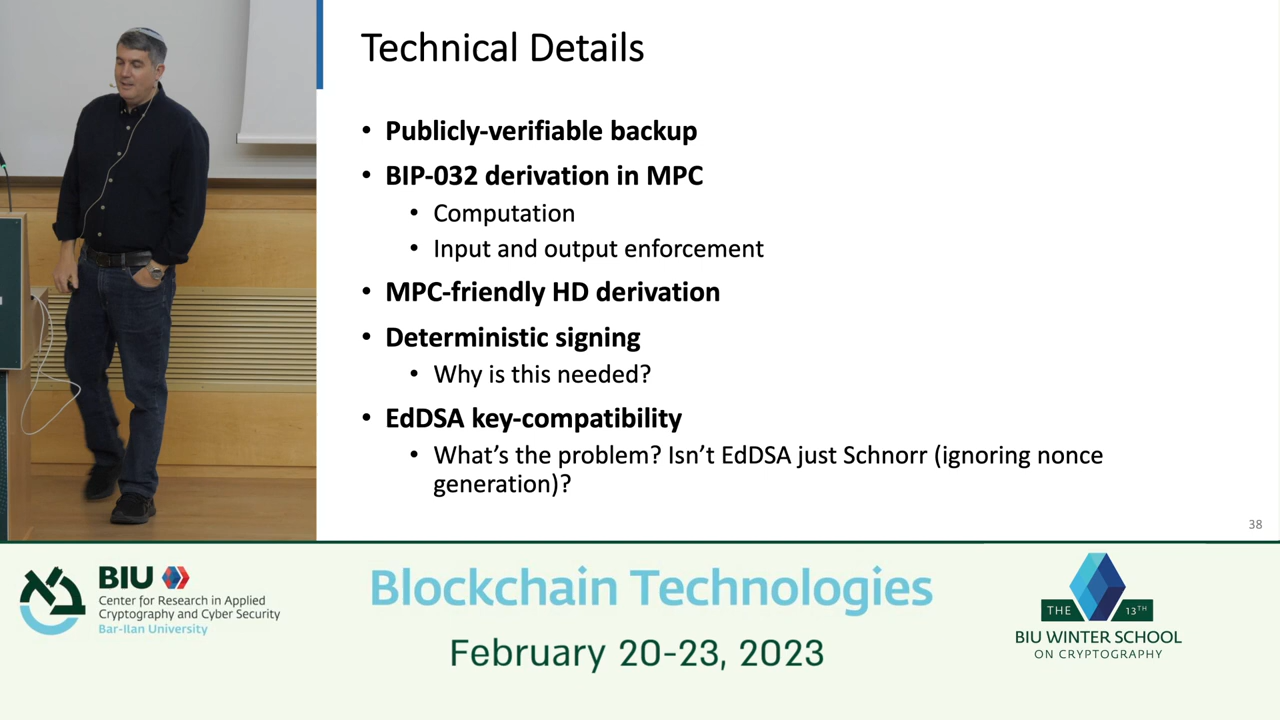 Technical Details
• Publicly-verifiable backup
• BIP-032 derivation in MPC
• Computation
• Input and output enforcement
• MPC-friendly HD derivation
• Deterministic signing
• Why is this needed?
• EdDSA key-compatibility
• What's the problem? Isn't EdDSA just Schnorr (ignoring nonce
generation)?
38
BIU
Center for Research in Applied
Cryptography and Cyber Security
Bar-Ilan University
Blockchain Technologies
February 20-23, 2023
THE 13TH
BIU WINTER SCHOOL
ON CRYPTOGRAPHY